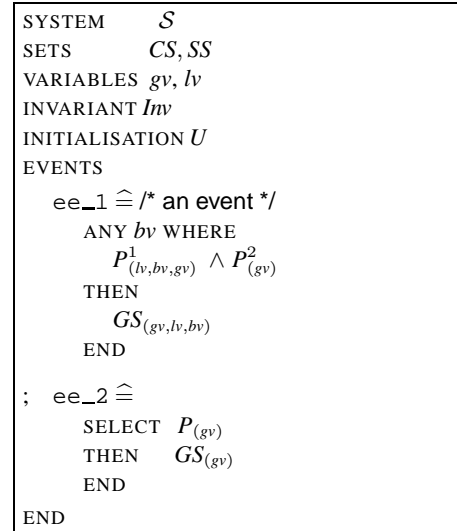 SYSTEM 𝒮
SETS CS, SS
VARIABLES gv, lv
INVARIANT Inv
INITIALISATION U
EVENTS
ee_1 ≙ /* an event */
ANY bv WHERE
P¹₍lv,bv,gv₎ ∧ P²₍gv₎
THEN
GS₍gv,lv,bv₎
END
; ee_2 ≙
SELECT P₍gv₎
THEN GS₍gv₎
END
END